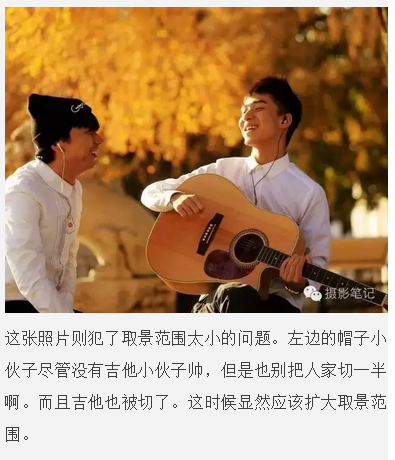 摄影笔记
这张照片则犯了取景范围太小的问题。左边的帽子小
伙子尽管没有吉他小伙子帅，但是也别把人家切一半
啊。而且吉他也被切了。这时候显然应该扩大取景范
围。